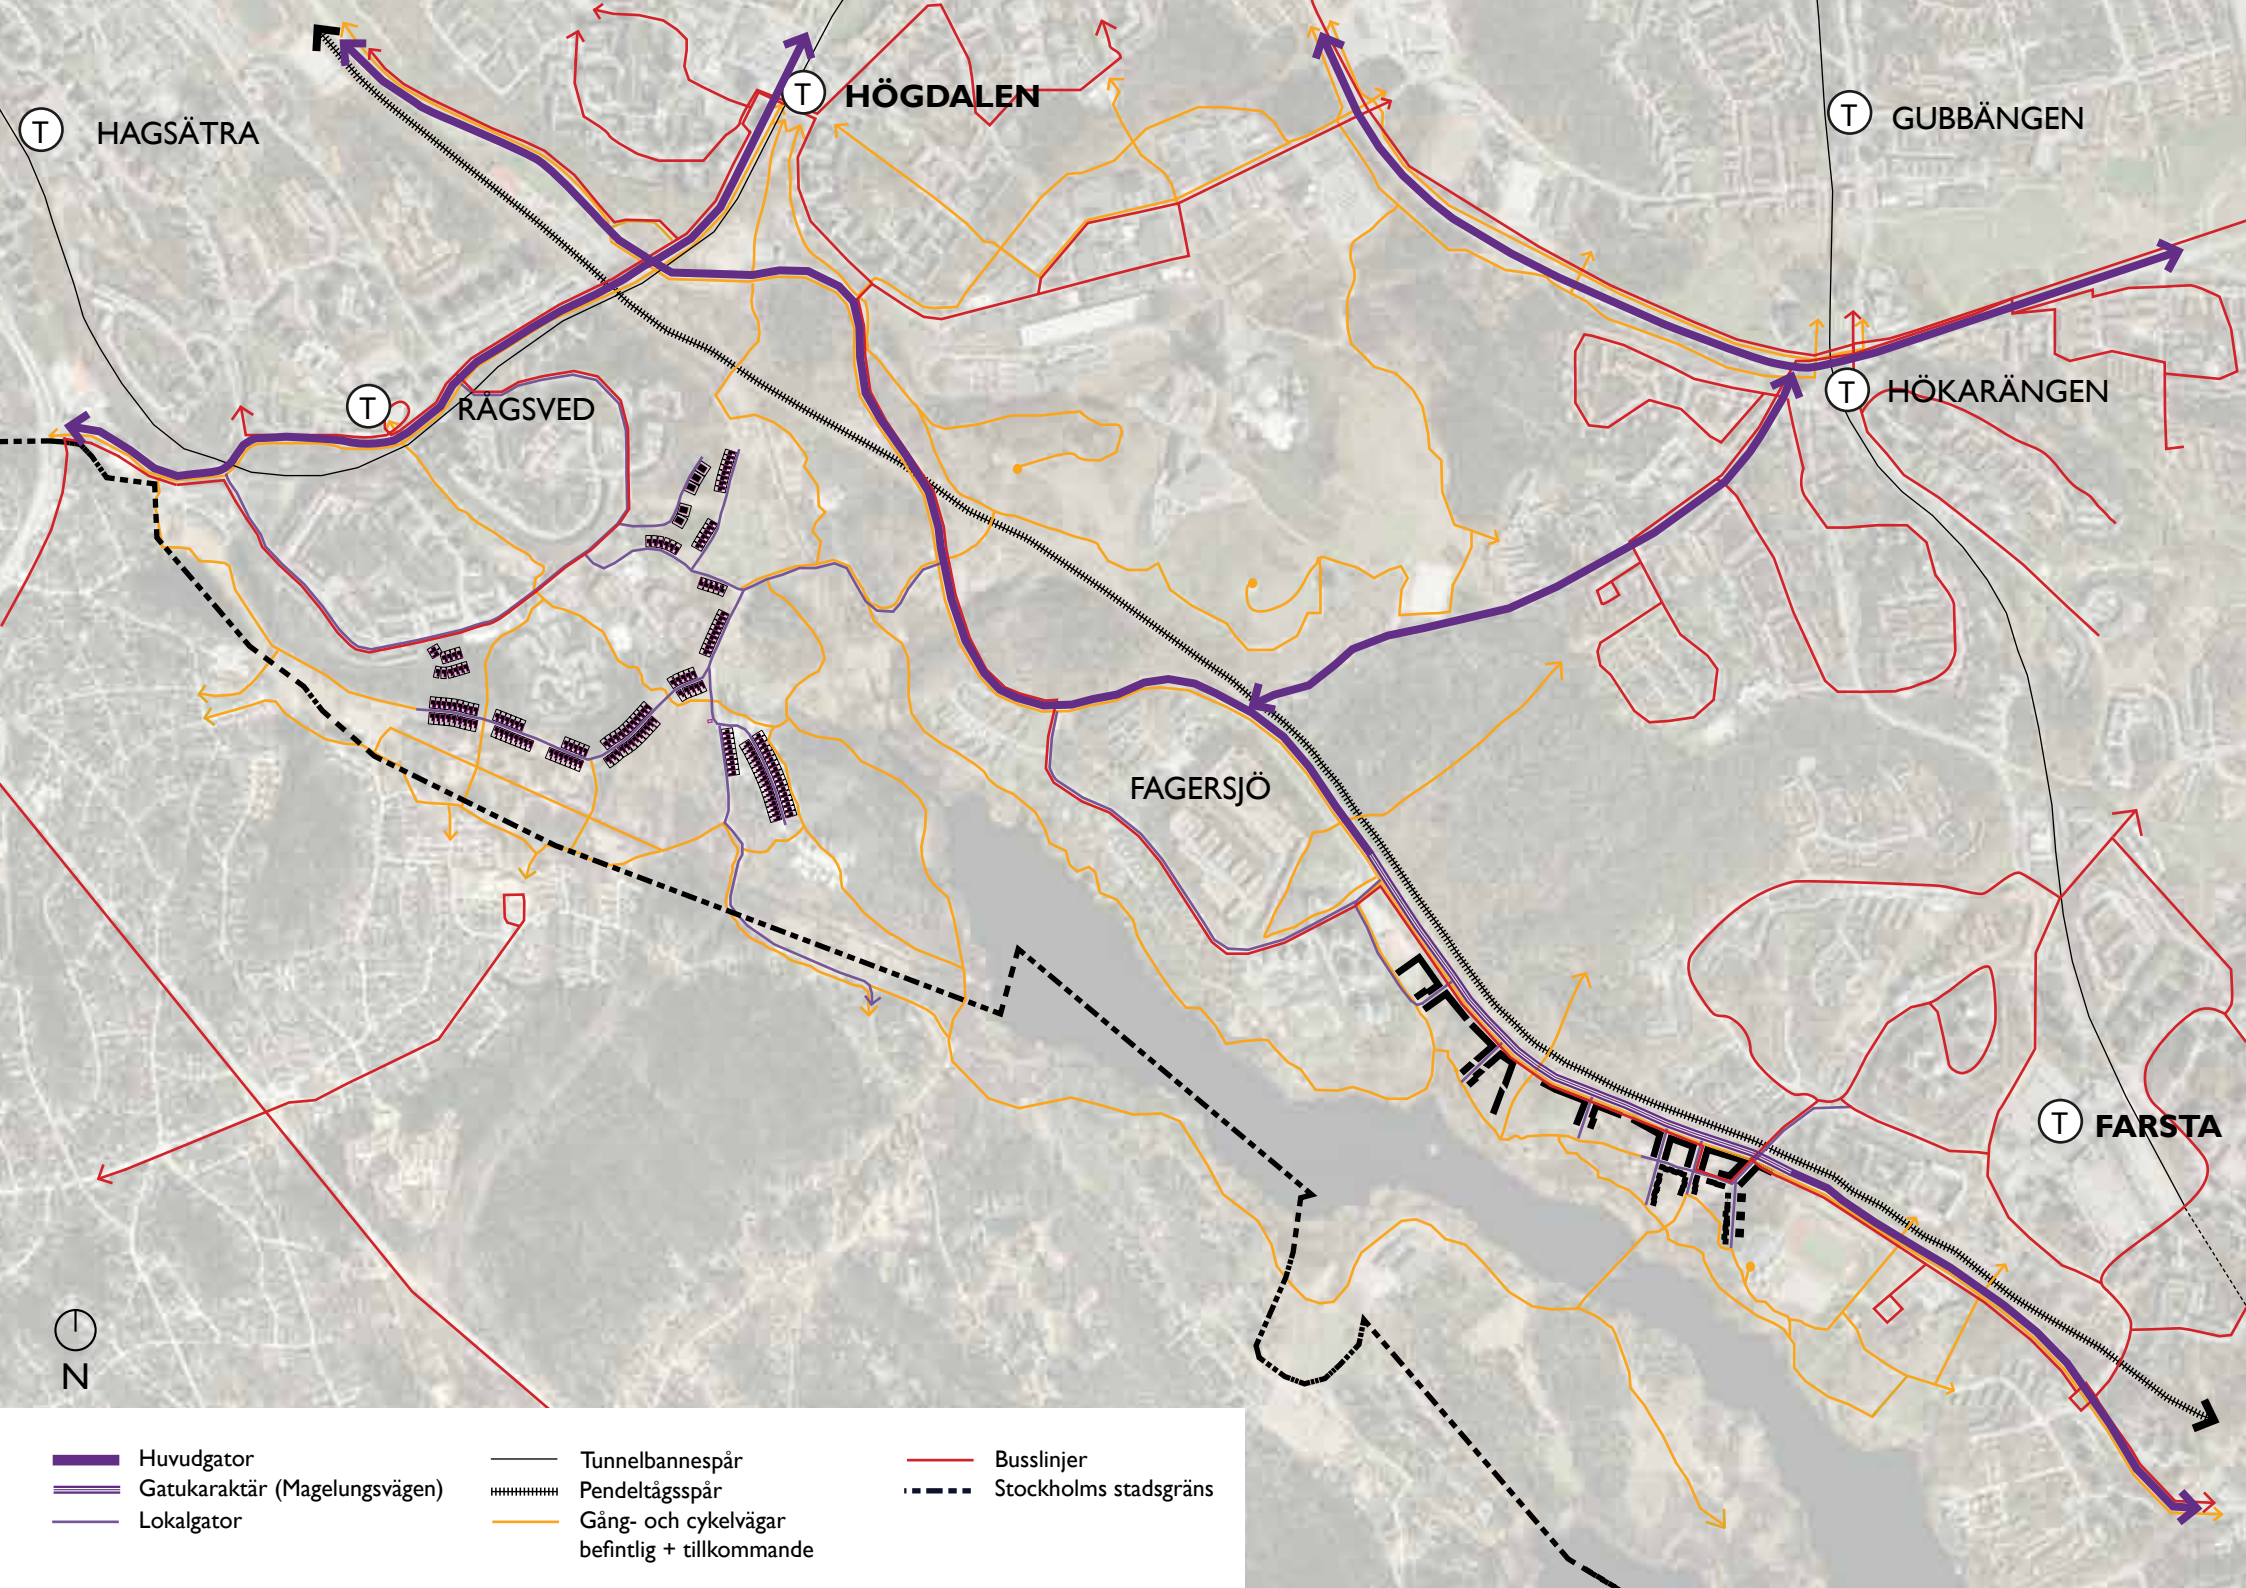 T HÖGDALEN
T GUBBÄNGEN
T HAGSÄTRA
T HÖKARÄNGEN
T RÅGSVED
FAGERSJÖ
T FARSTA
N
Huvudgator
Gatukaraktär (Magelungsvägen)
Lokalgator
Tunnelbannespår
Pendeltågsspår
Gång- och cykelvägar
befintlig + tillkommande
Busslinjer
Stockholms stadsgräns